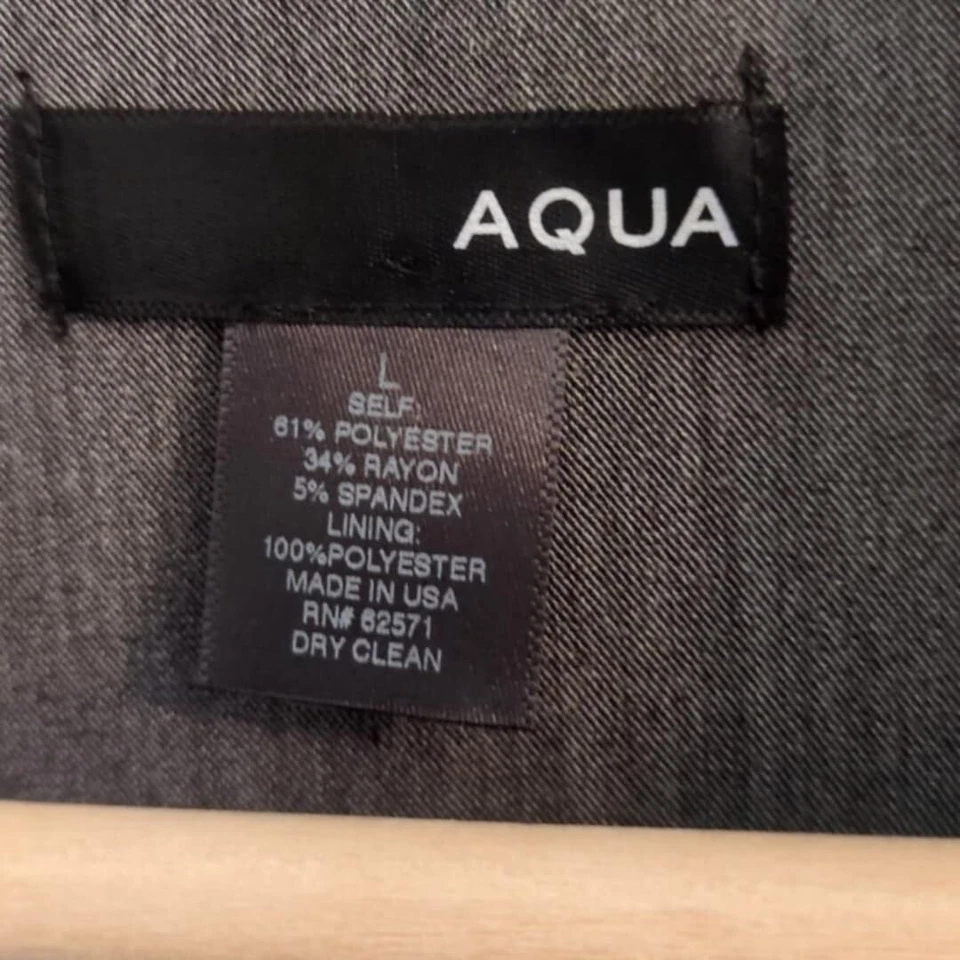 AQUA
L
SELF:
61% POLYESTER
34% RAYON
5% SPANDEX
LINING:
100%POLYESTER
MADE IN USA
RN# 62571
DRY CLEAN